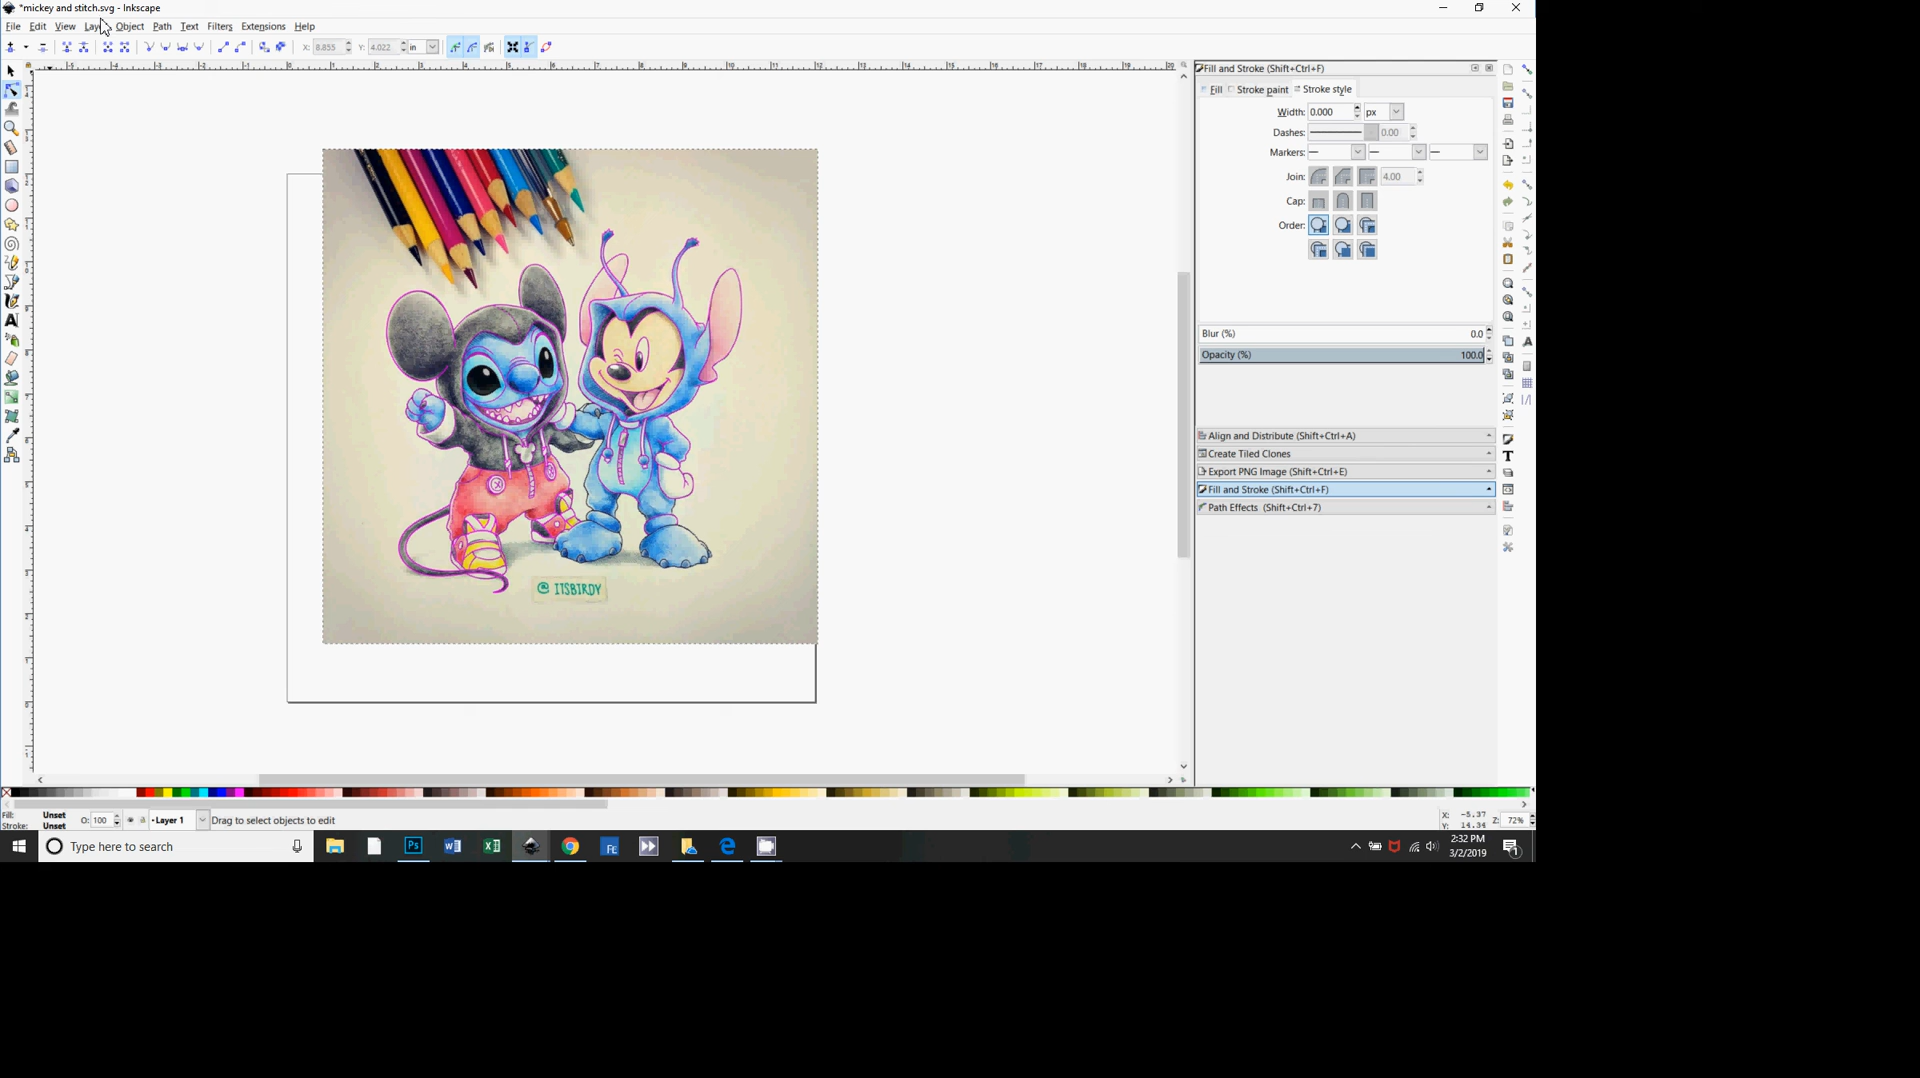 *mickey and stitch.svg - Inkscape
File Edit View Layer Object Path Text Filters Extensions Help
X: 8.855 Y: 4.022 in
Fill and Stroke (Shift+Ctrl+F)
Fill Stroke paint Stroke style
Width: 0.000 px
Dashes: 0.00
Markers:
Join: 4.00
Cap:
Order:
Blur (%) 0.0
Opacity (%) 100.0
Align and Distribute (Shift+Ctrl+A)
Create Tiled Clones
Export PNG Image (Shift+Ctrl+E)
Fill and Stroke (Shift+Ctrl+F)
Path Effects (Shift+Ctrl+7)
@ ITSBIRDY
Fill: Unset
Stroke: Unset
O: 100
Layer 1
Drag to select objects to edit
X: -5.37
Y: 14.34
Z: 72%
Type here to search
2:32 PM
3/2/2019